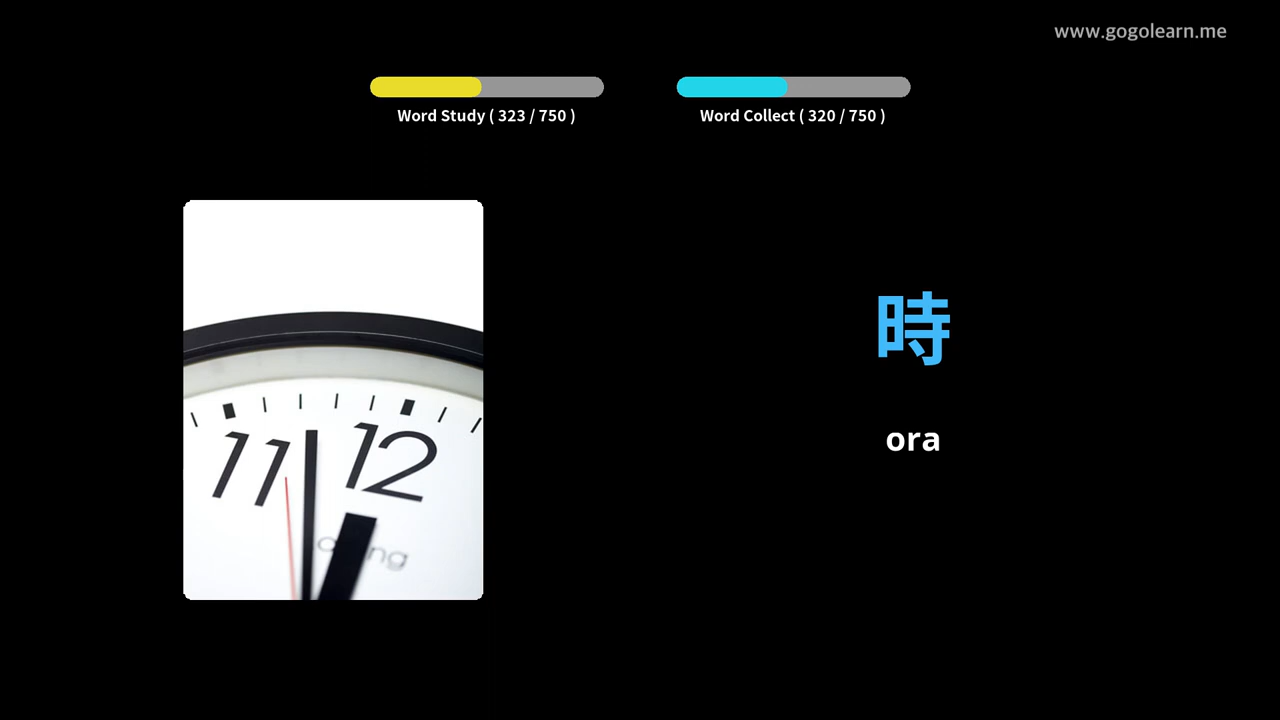 www.gogolearn.me
Word Study ( 323 / 750 )
Word Collect ( 320 / 750 )
11 12
時
ora